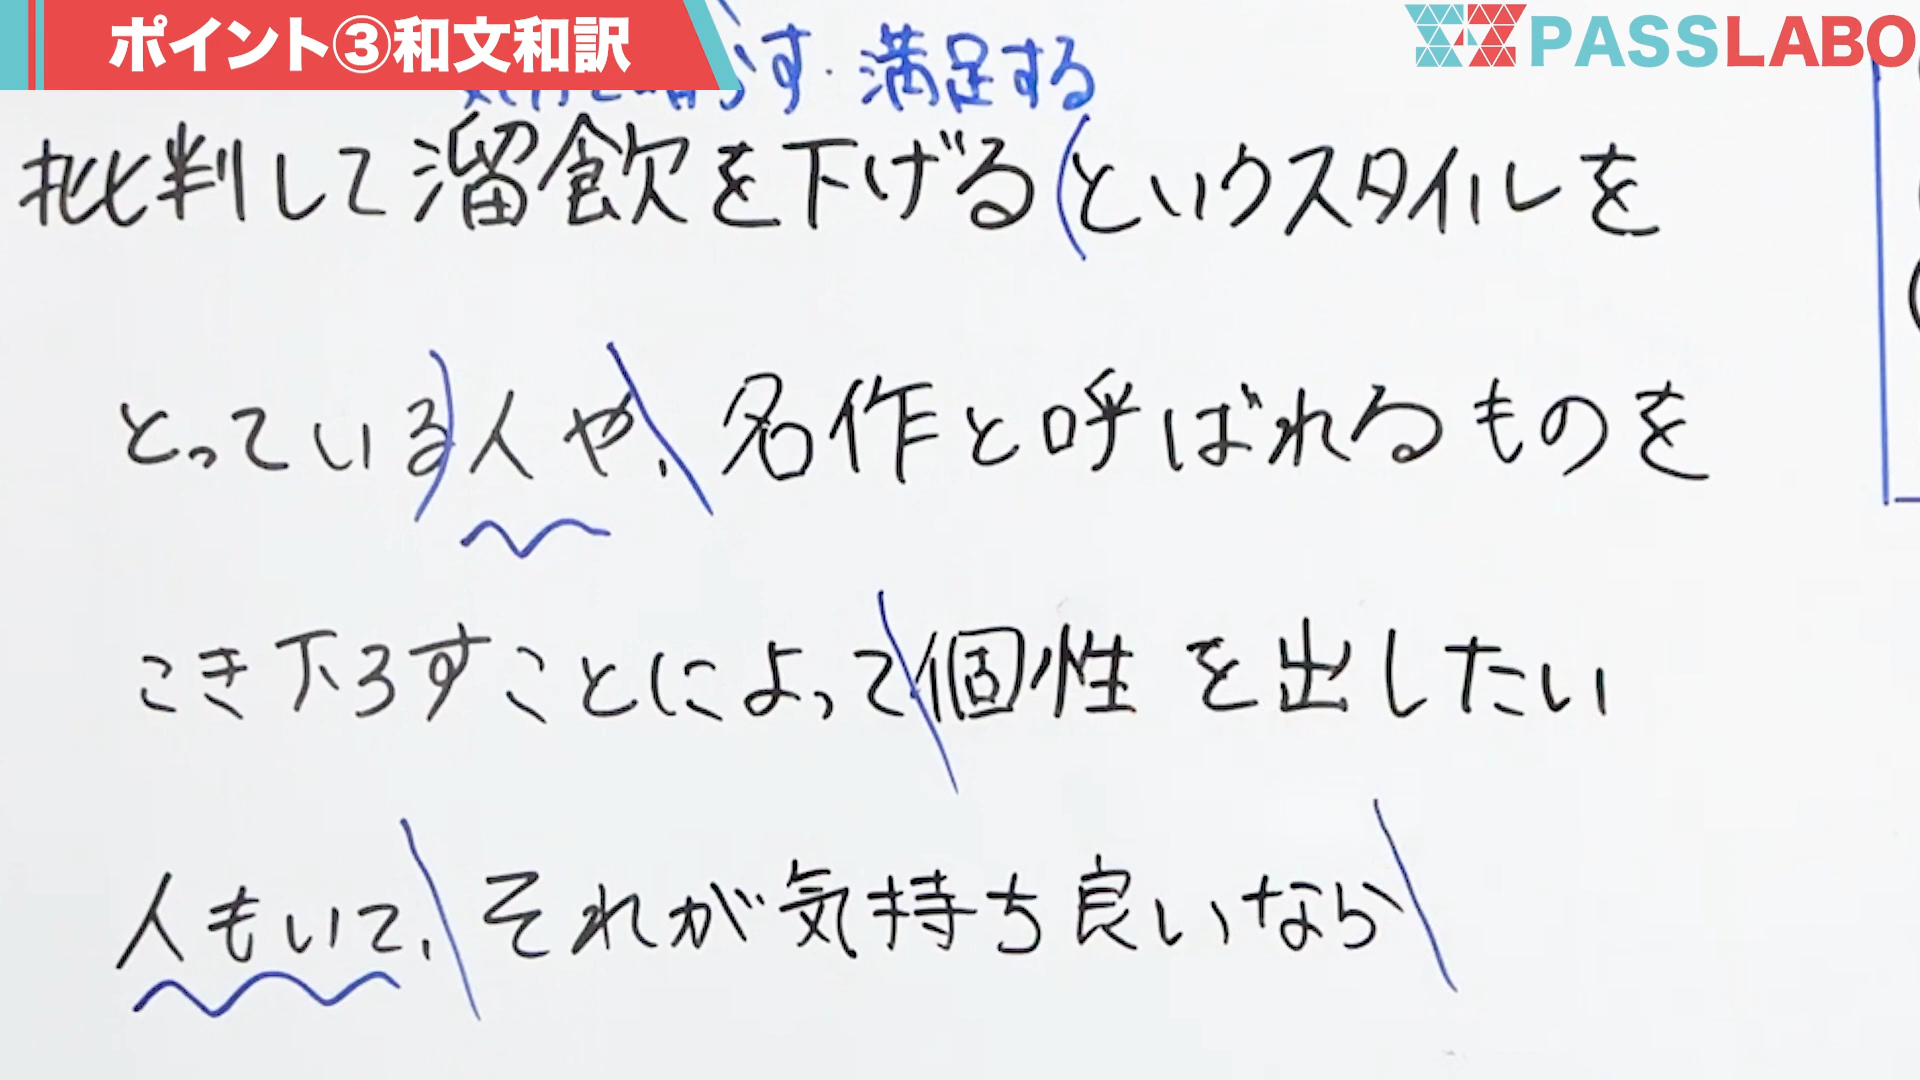 ポイント③和文和訳
PASSLABO
らす・満足する
批判して溜飲を下げるというスタイルを
とっている人や、名作と呼ばれるものを
こき下ろすことによって個性を出したい
人もいて、それが気持ち良いなら